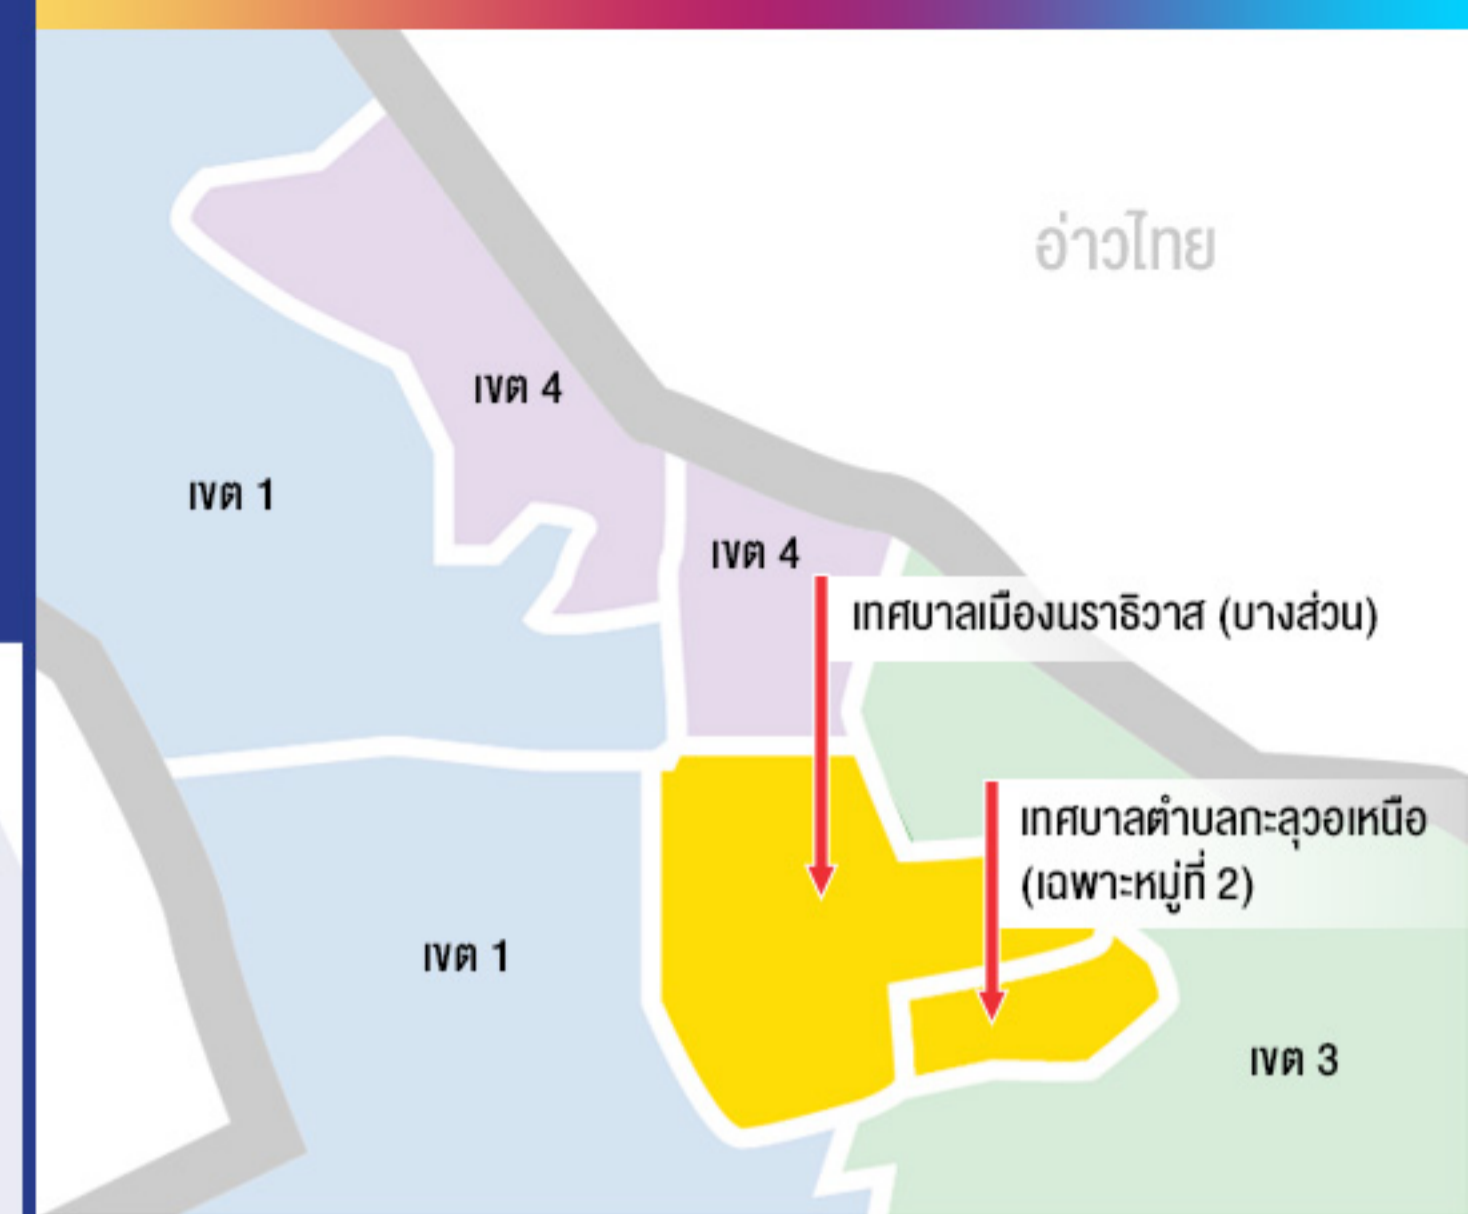 อ่าวไทย
เขต 4
เขต 1
เขต 4
เทศบาลเมืองนราธิวาส (บางส่วน)
เทศบาลตำบลกะลุวอเหนือ
(เฉพาะหมู่ที่ 2)
เขต 1
เขต 3